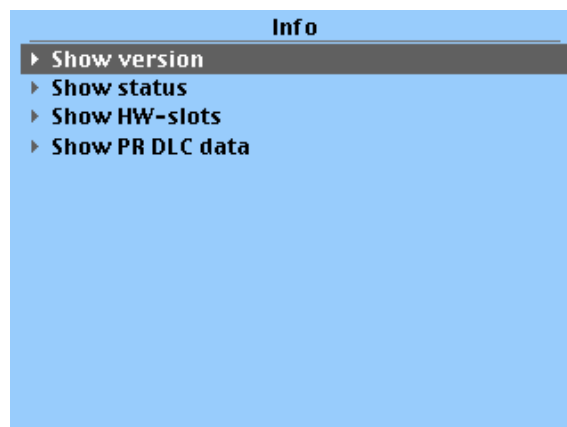 Info
Show version
Show status
Show HW-slots
Show PR DLC data